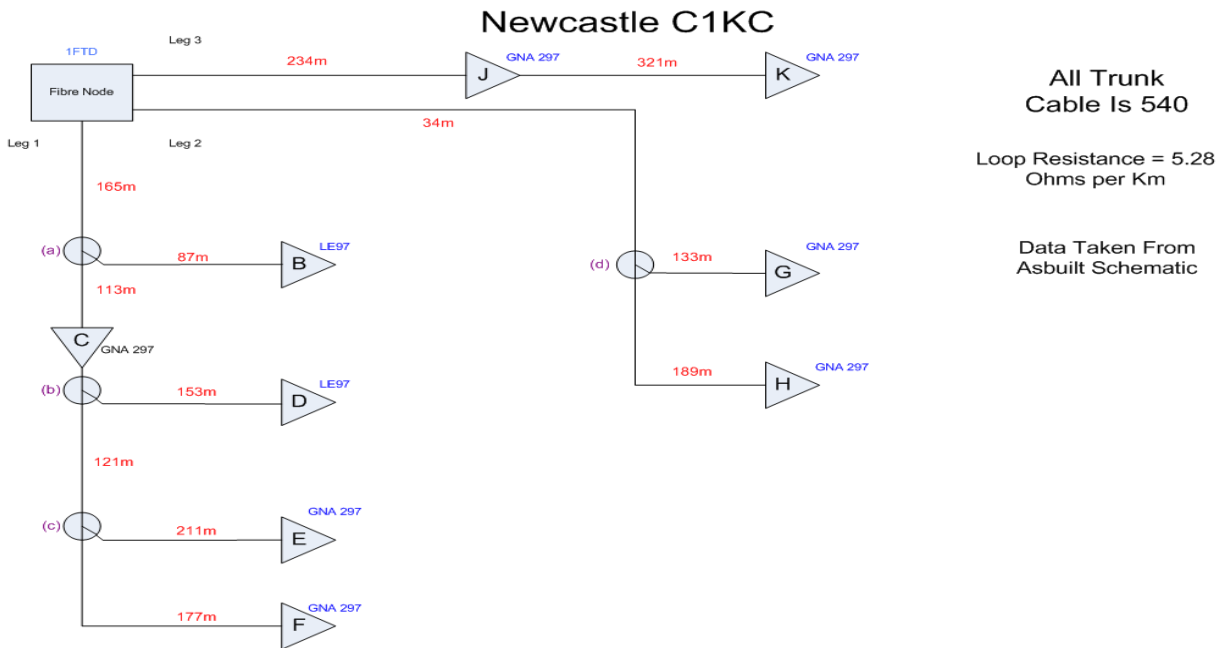 Newcastle C1KC
Leg 3
1FTD
Fibre Node
234m
J
GNA 297
321m
K
GNA 297
All Trunk
Cable Is 540
34m
Leg 1
Leg 2
Loop Resistance = 5.28
Ohms per Km
165m
(a)
87m
B
LE97
(d)
133m
G
GNA 297
Data Taken From
Asbuilt Schematic
113m
C
GNA 297
(b)
153m
D
LE97
189m
H
GNA 297
121m
(c)
211m
E
GNA 297
177m
F
GNA 297